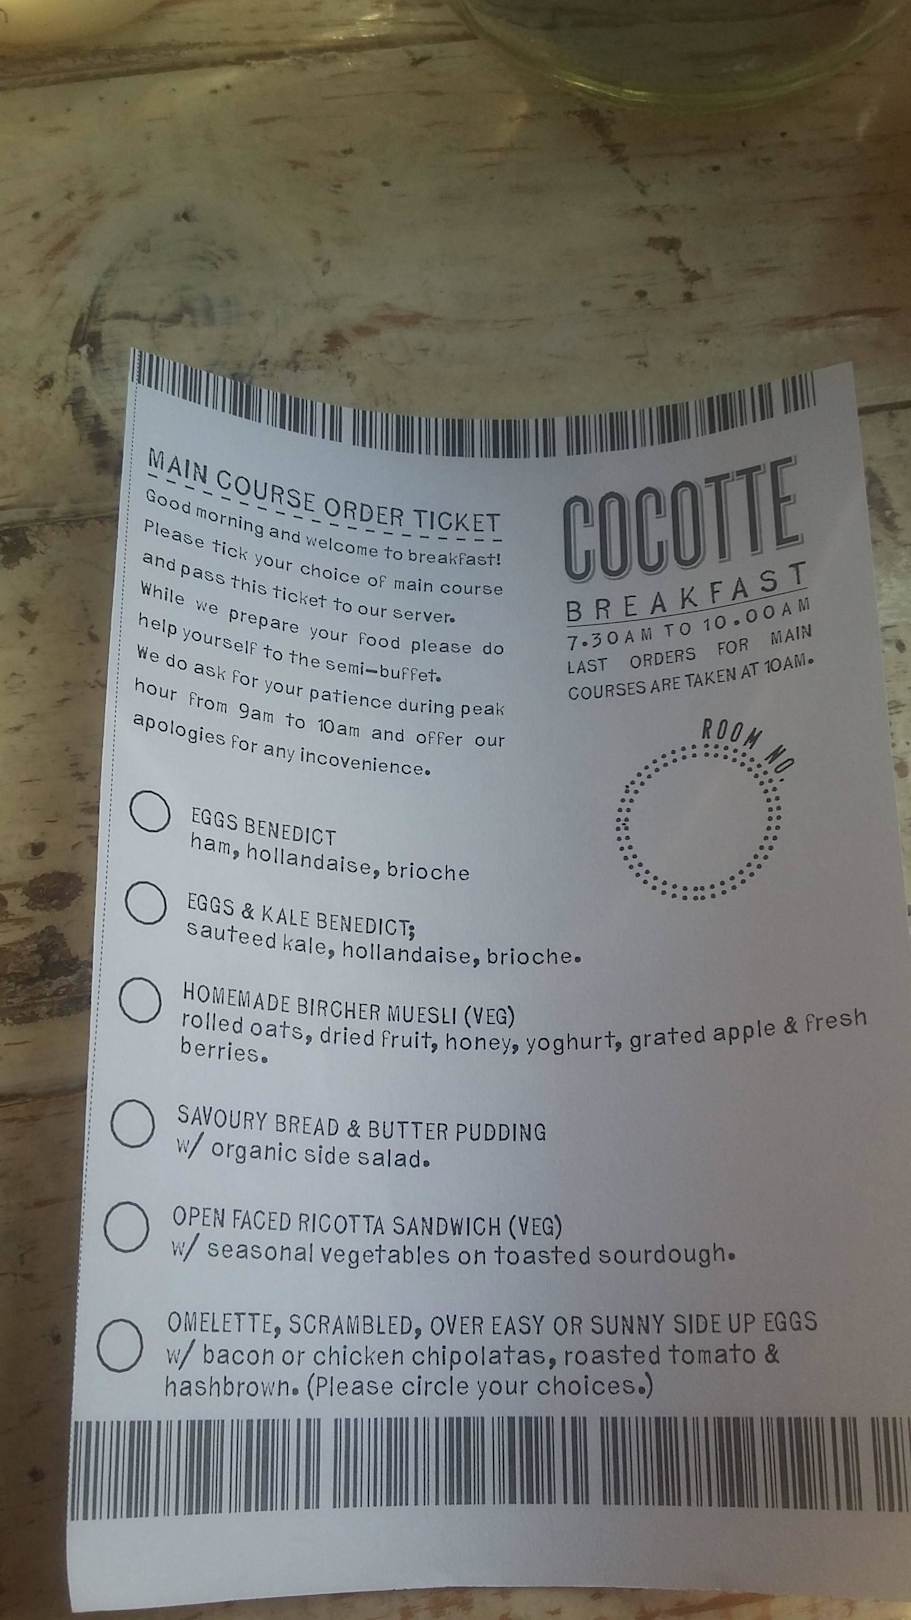 MAIN COURSE ORDER TICKET
Good morning and welcome to breakfast!
Please tick your choice of main course
and pass this ticket to our server.
While we prepare your food please do
help yourself to the semi-buffet.
We do ask for your patience during peak
hour from 9am to 10am and offer our
apologies for any incovenience.
COCOTTE
BREAKFAST
7.30AM TO 10.00AM
LAST ORDERS FOR MAIN
COURSES ARE TAKEN AT 10AM.
ROOM NO.
EGGS BENEDICT
ham, hollandaise, brioche
EGGS & KALE BENEDICT;
sauteed kale, hollandaise, brioche.
HOMEMADE BIRCHER MUESLI (VEG)
rolled oats, dried fruit, honey, yoghurt, grated apple & fresh
berries.
SAVOURY BREAD & BUTTER PUDDING
w/ organic side salad.
OPEN FACED RICOTTA SANDWICH (VEG)
w/ seasonal vegetables on toasted sourdough.
OMELETTE, SCRAMBLED, OVER EASY OR SUNNY SIDE UP EGGS
w/ bacon or chicken chipolatas, roasted tomato &
hashbrown. (Please circle your choices.)